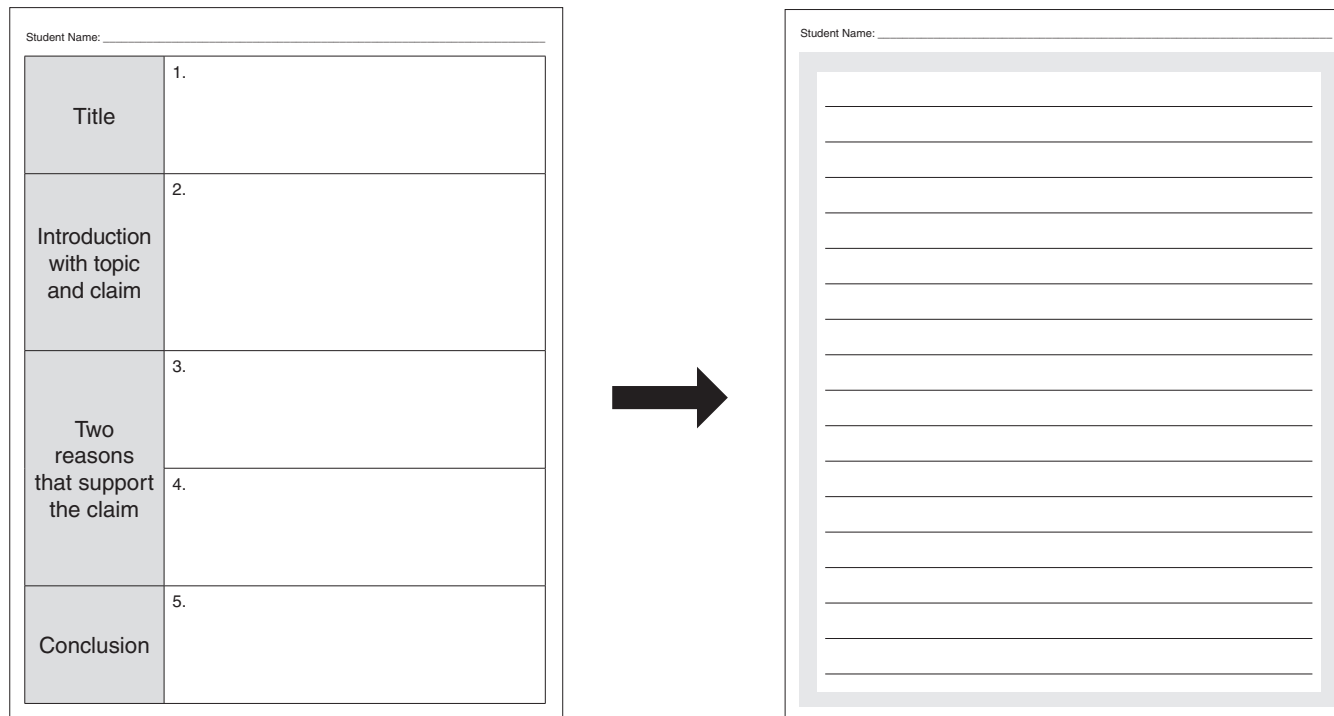 Student Name:
Title
1.
Introduction
with topic
and claim
2.
Two
reasons
that support
the claim
3.
4.
Conclusion
5.
Student Name: